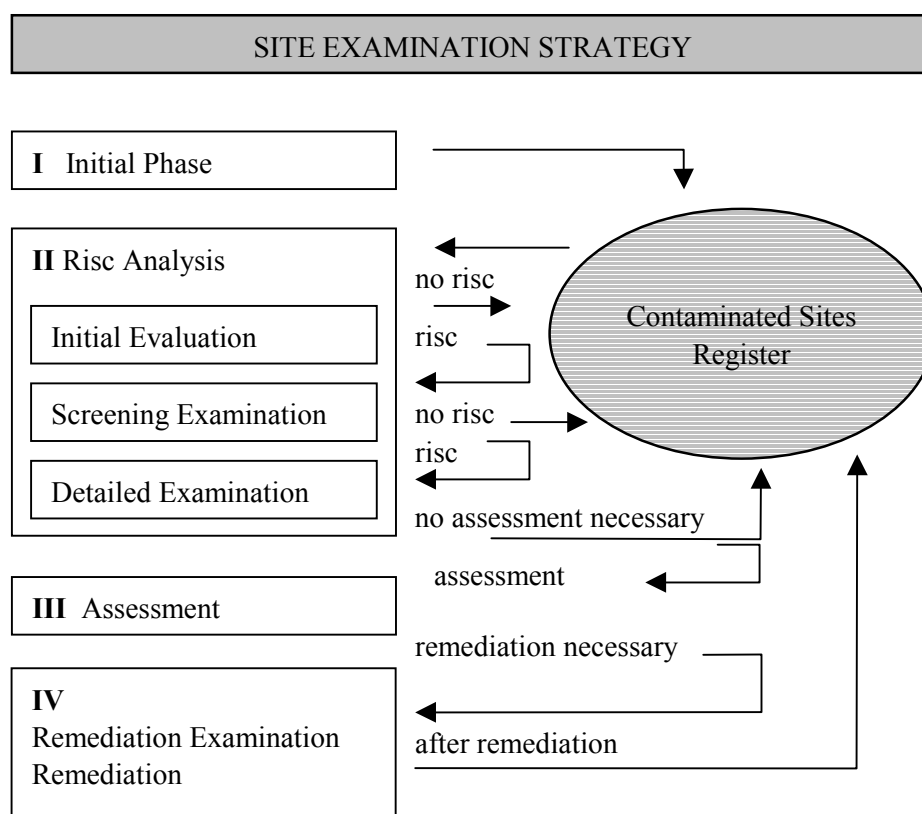 SITE EXAMINATION STRATEGY
I Initial Phase
II Risc Analysis
no risc
Initial Evaluation
risc
Contaminated Sites
Register
Screening Examination
no risc
risc
Detailed Examination
no assessment necessary
assessment
III Assessment
remediation necessary
IV
Remediation Examination
Remediation
after remediation